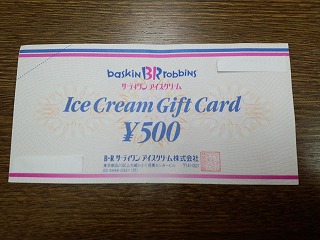 baskin BR robbins
サーティワン アイスクリーム
Ice Cream Gift Card
¥500
B-R サーティワン アイスクリーム株式会社